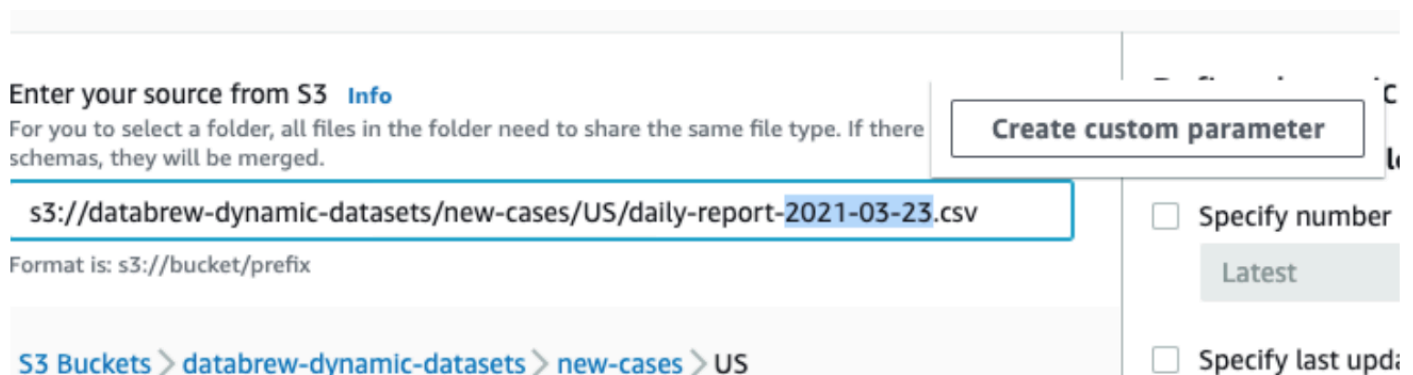 Enter your source from S3 Info
For you to select a folder, all files in the folder need to share the same file type. If there
schemas, they will be merged.
Create custom parameter
s3://databrew-dynamic-datasets/new-cases/US/daily-report-2021-03-23.csv
Format is: s3://bucket/prefix
S3 Buckets > databrew-dynamic-datasets > new-cases > US
Specify number
Latest
Specify last upda